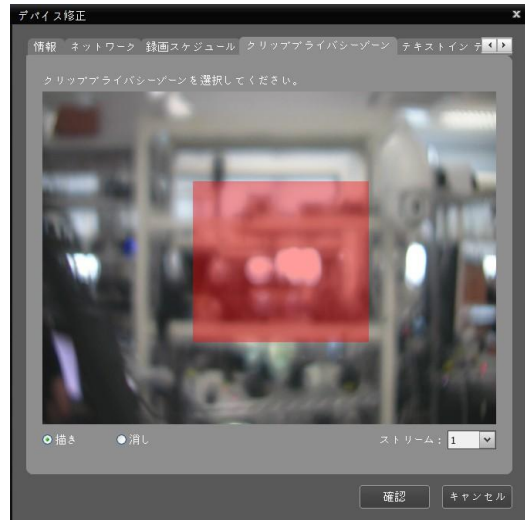 デバイス修正 x
情報 ネットワーク 録画スケジュール クリッププライバシーゾーン テキストイン デ
クリッププライバシーゾーンを選択してください。
描き 消し ストリーム: 1
確認 キャンセル